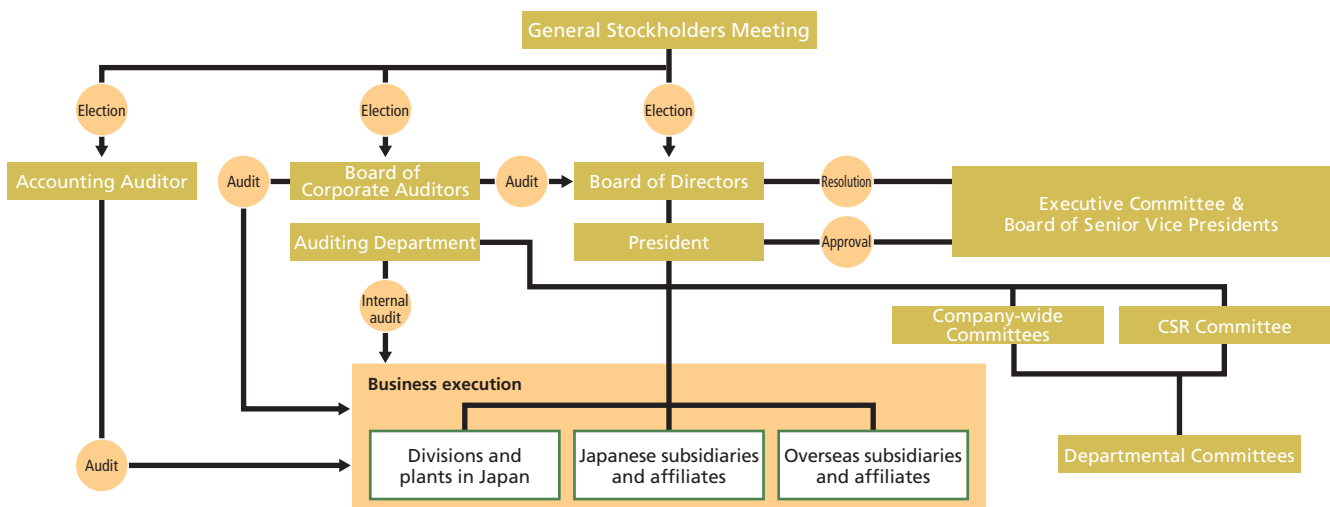 General Stockholders Meeting
Election
Election
Election
Accounting Auditor
Audit
Board of
Corporate Auditors
Audit
Board of Directors
Resolution
Executive Committee &
Board of Senior Vice Presidents
Auditing Department
President
Approval
Internal
audit
Company-wide
Committees
CSR Committee
Business execution
Divisions and
plants in Japan
Japanese subsidiaries
and affiliates
Overseas subsidiaries
and affiliates
Audit
Departmental Committees